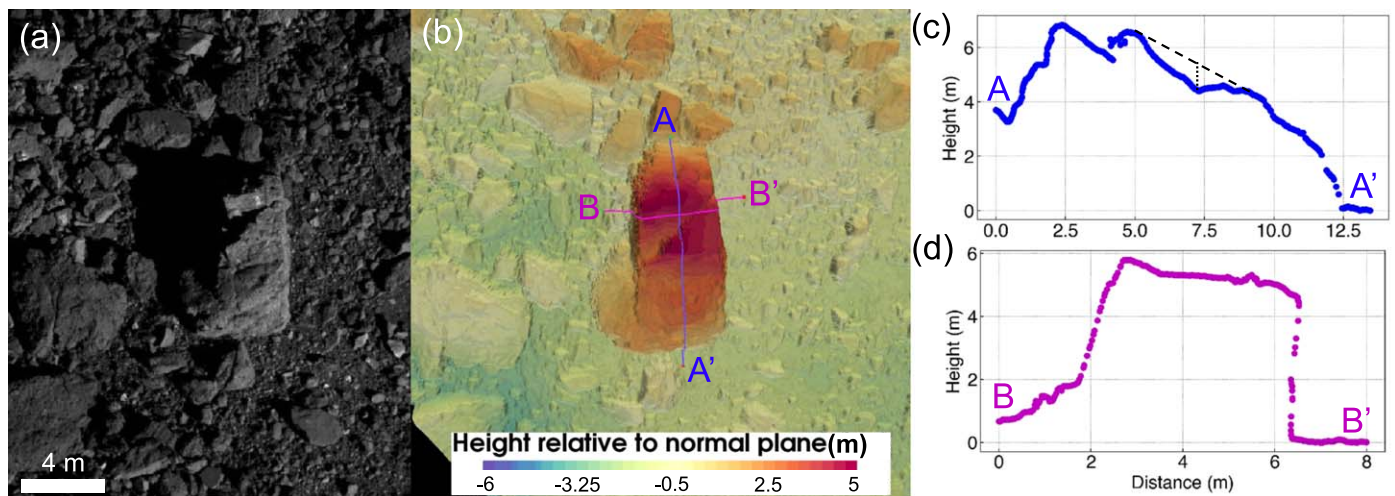 (a)
4 m
(b)
A
B
B'
A'
Height relative to normal plane(m)
-6 -3.25 -0.5 2.5 5
(c)
Height (m)
6
4
2
0
A
A'
0.0 2.5 5.0 7.5 10.0 12.5
(d)
Height (m)
6
4
2
0
B
B'
0 2 4 6 8
Distance (m)